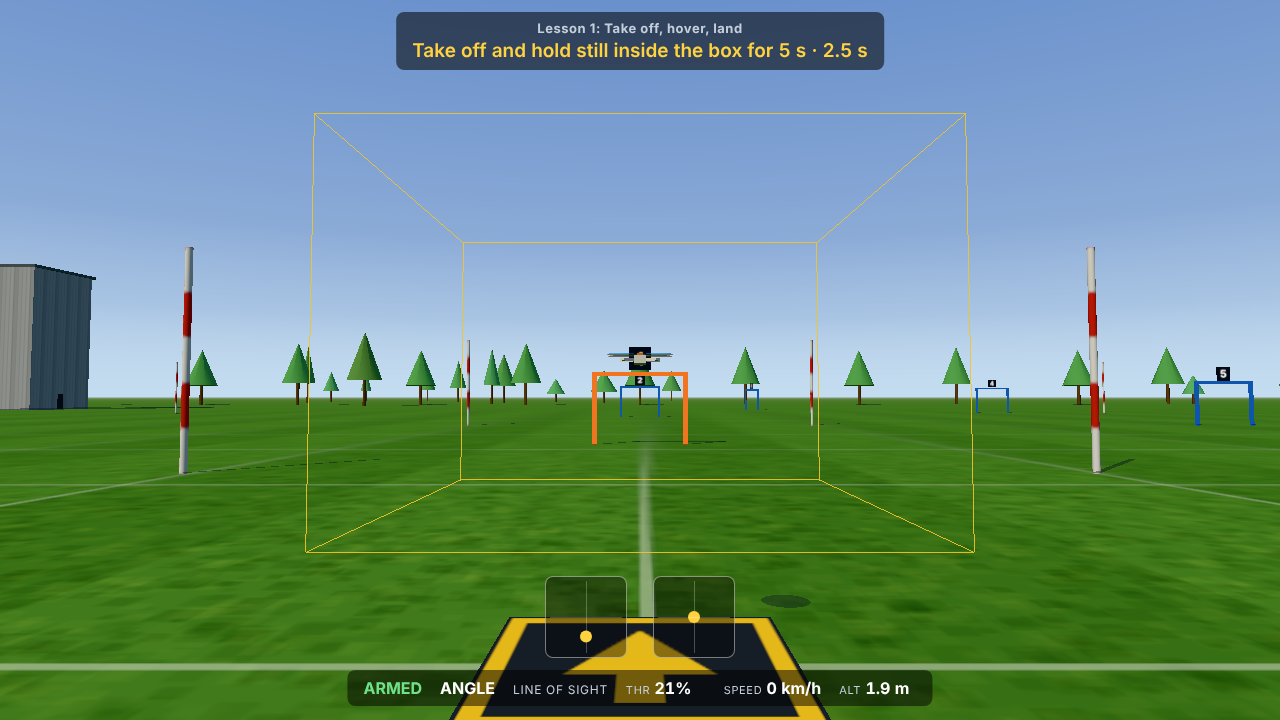 Lesson 1: Take off, hover, land
Take off and hold still inside the box for 5 s · 2.5 s
2
4
5
ARMED ANGLE LINE OF SIGHT THR 21% SPEED 0 km/h ALT 1.9 m